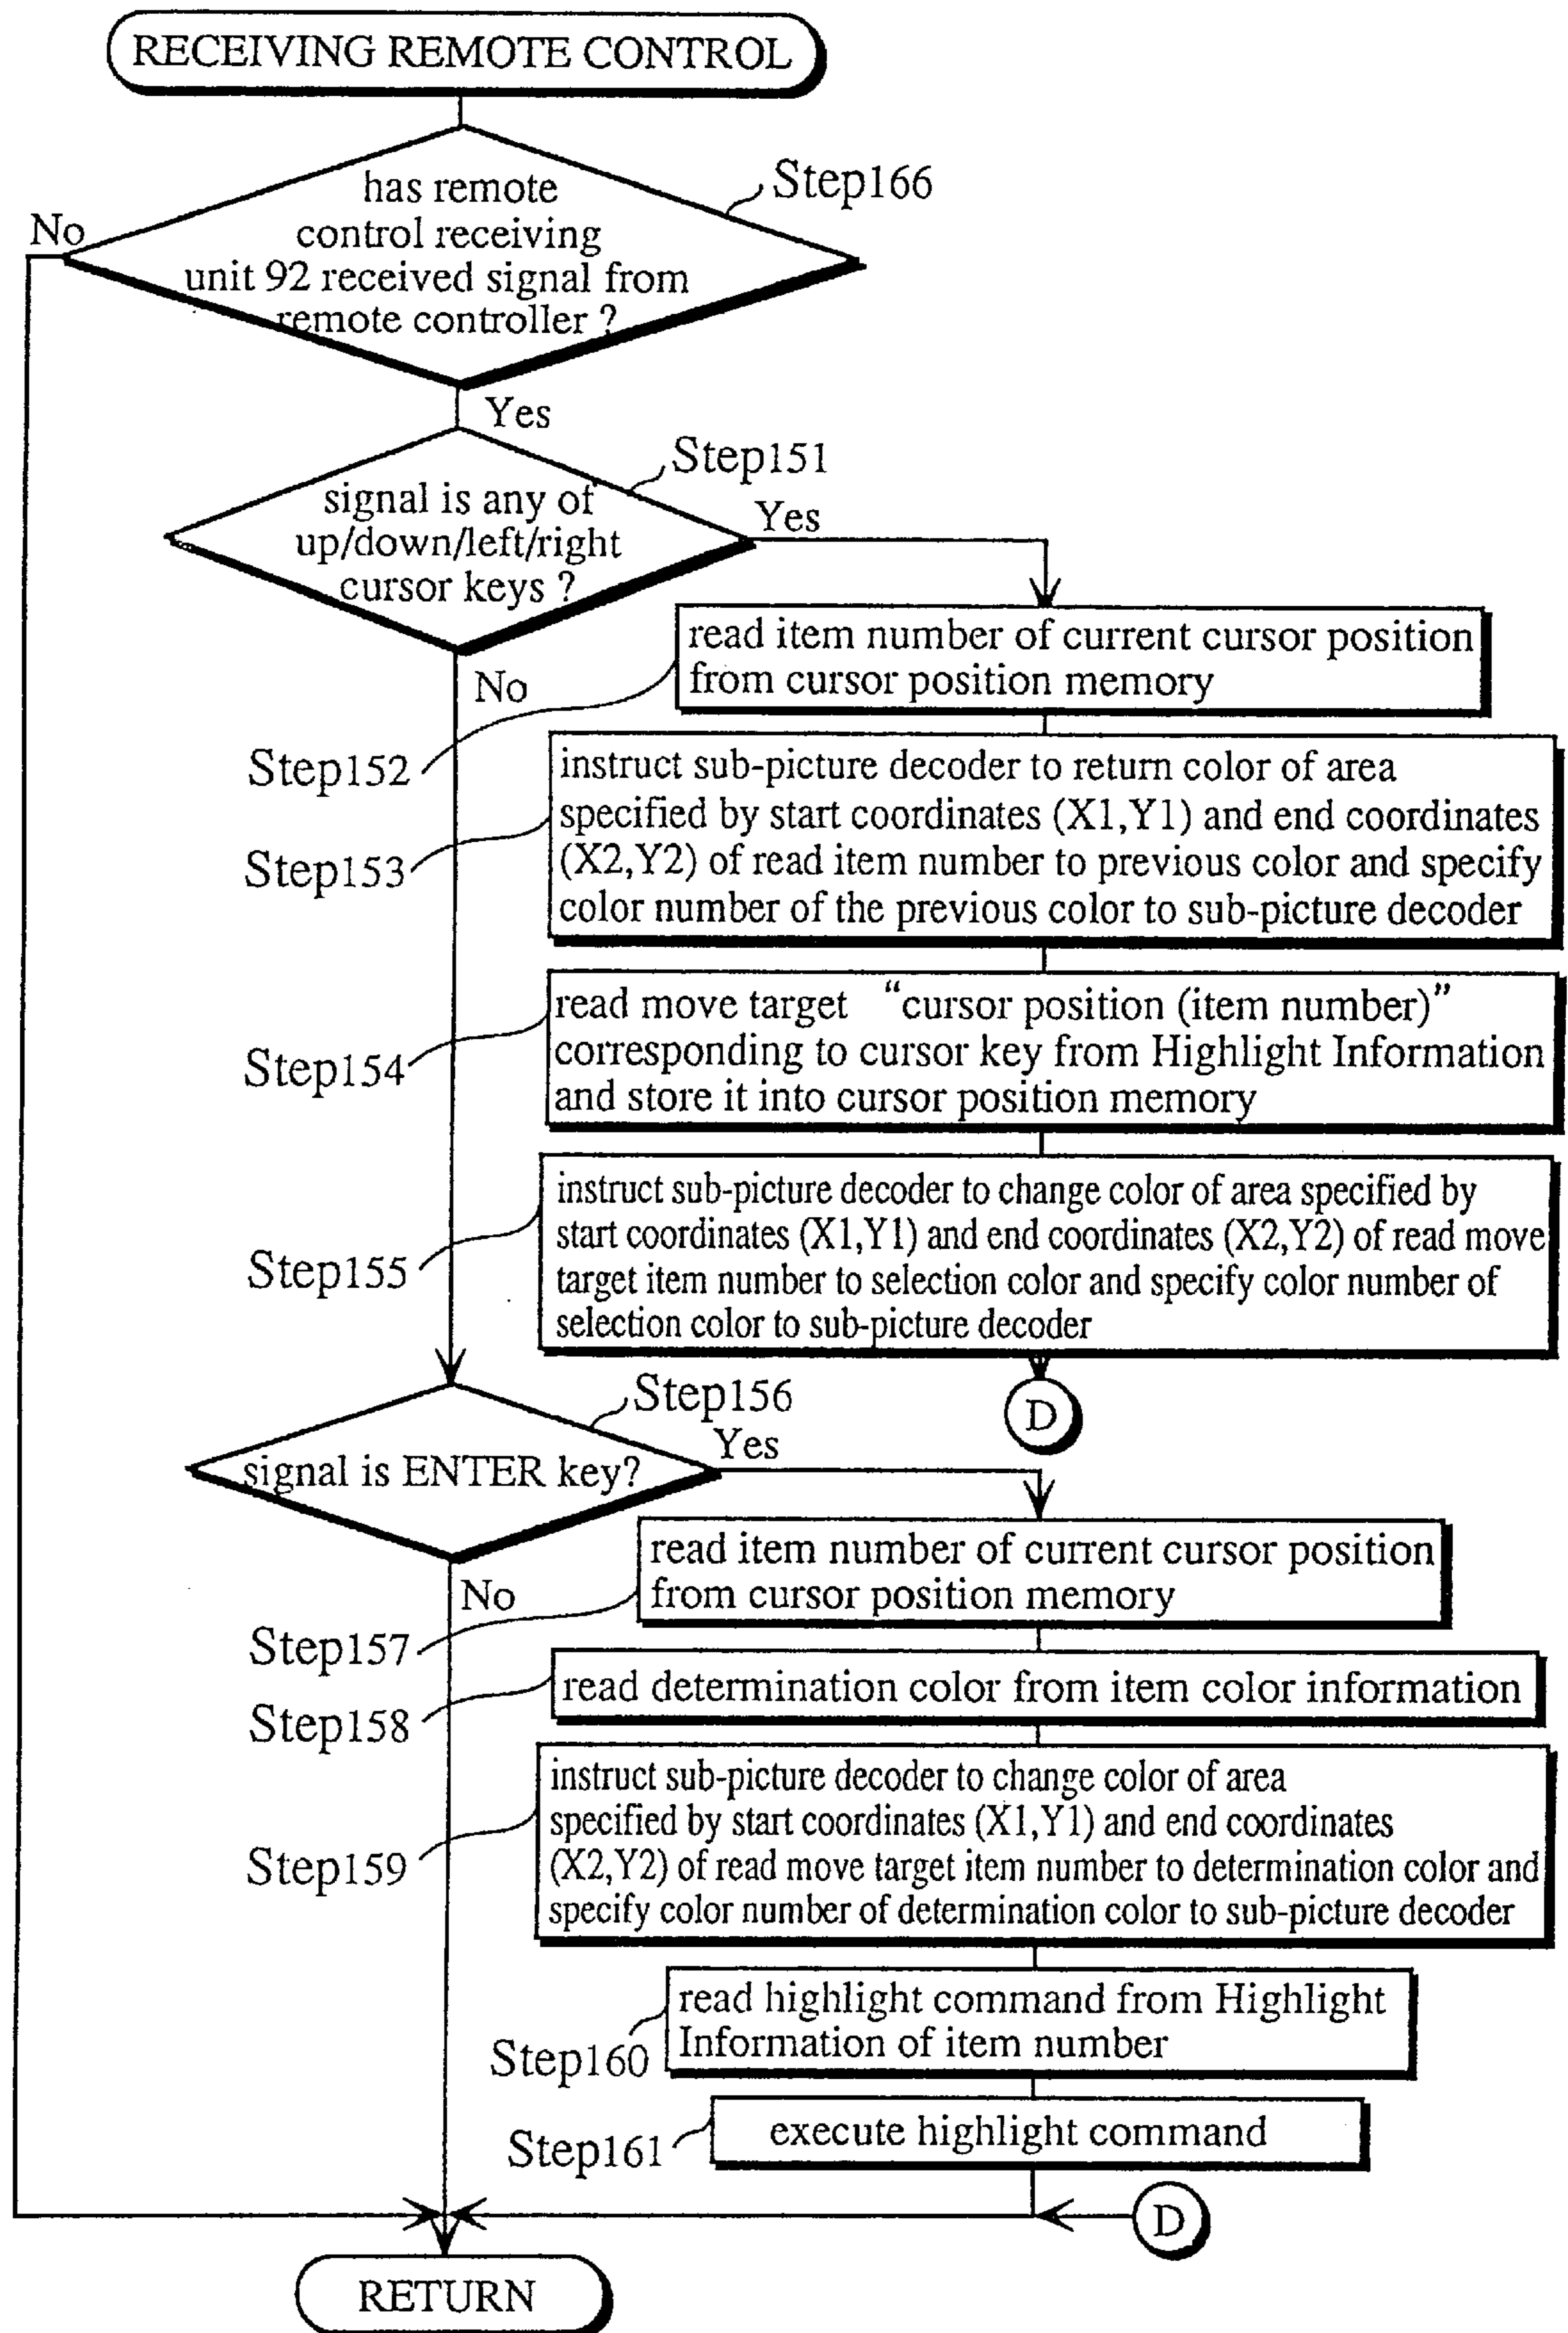 RECEIVING REMOTE CONTROL
has remote
control receiving
unit 92 received signal from
remote controller ?
Step166
No
Yes
signal is any of
up/down/left/right
cursor keys ?
Step151
Yes
No
read item number of current cursor position
from cursor position memory
Step152
instruct sub-picture decoder to return color of area
specified by start coordinates (X1,Y1) and end coordinates
(X2,Y2) of read item number to previous color and specify
color number of the previous color to sub-picture decoder
Step153
read move target “cursor position (item number)”
corresponding to cursor key from Highlight Information
and store it into cursor position memory
Step154
instruct sub-picture decoder to change color of area specified by
start coordinates (X1,Y1) and end coordinates (X2,Y2) of read move
target item number to selection color and specify color number of
selection color to sub-picture decoder
Step155
D
signal is ENTER key?
Step156
Yes
No
read item number of current cursor position
from cursor position memory
Step157
read determination color from item color information
Step158
instruct sub-picture decoder to change color of area
specified by start coordinates (X1,Y1) and end coordinates
(X2,Y2) of read move target item number to determination color and
specify color number of determination color to sub-picture decoder
Step159
read highlight command from Highlight
Information of item number
Step160
execute highlight command
Step161
D
RETURN